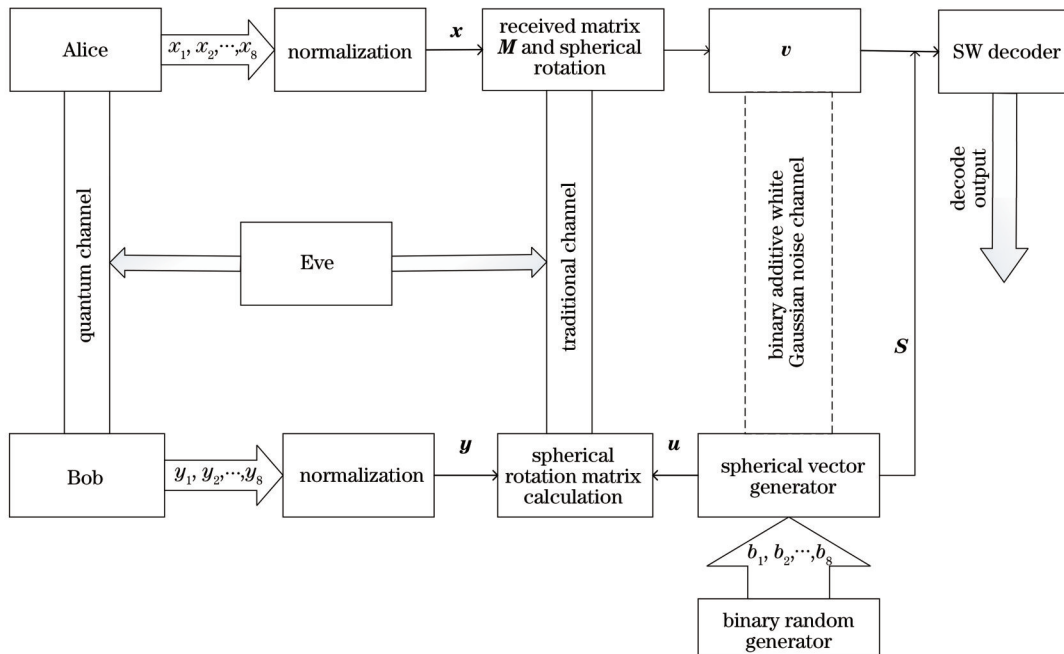 Alice
x₁, x₂,⋯,x₈
normalization
x
received matrix
M and spherical
rotation
v
SW decoder
quantum channel
Eve
traditional channel
binary additive white
Gaussian noise channel
S
decode
output
Bob
y₁, y₂,⋯,y₈
normalization
y
spherical
rotation matrix
calculation
u
spherical vector
generator
b₁, b₂,⋯,b₈
binary random
generator